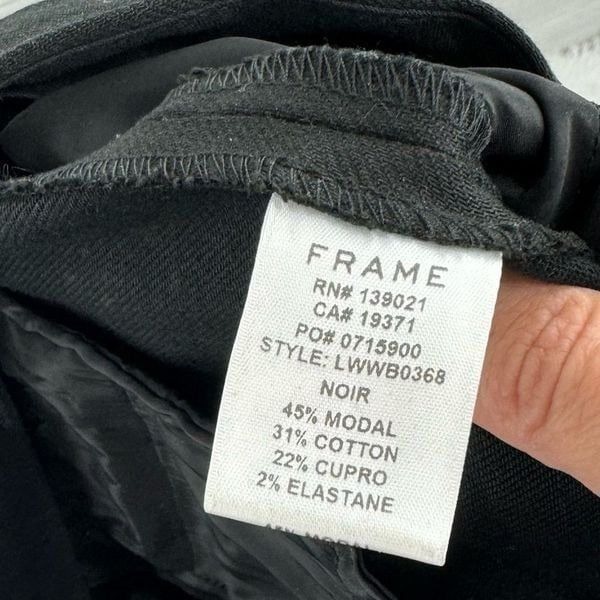 FRAME
RN# 139021
CA# 19371
PO# 0715900
STYLE: LWWB0368
NOIR
45% MODAL
31% COTTON
22% CUPRO
2% ELASTANE